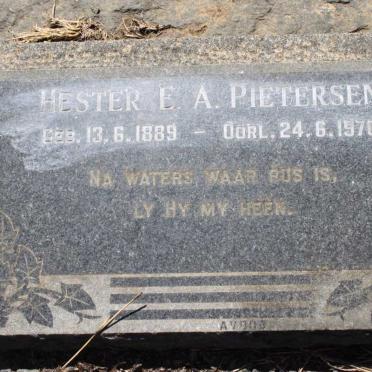 HESTER E. A. PIETERSEN
GEB. 13.6.1889 – OORL. 24.6.1970
NA WATERS WAAR RUS IS,
LY HY MY HEEN.